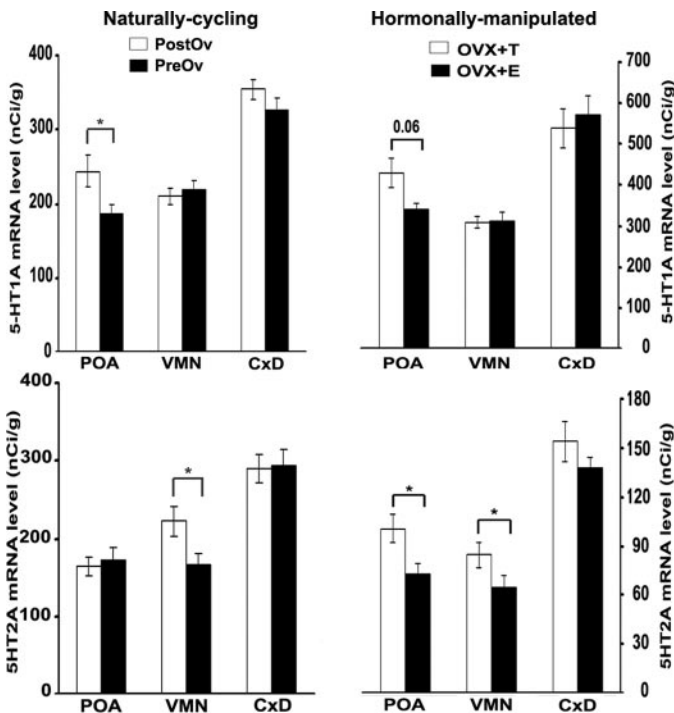 Naturally-cycling
PostOv
PreOv
5-HT1A mRNA level (nCi/g)
400
300
200
100
0
*
POA VMN CxD
Hormonally-manipulated
OVX+T
OVX+E
0.06
700
600
500
400
300
200
100
0
5-HT1A mRNA level (nCi/g)
POA VMN CxD
5HT2A mRNA level (nCi/g)
400
300
200
100
0
*
POA VMN CxD
* *
180
150
120
90
60
30
0
5HT2A mRNA level (nCi/g)
POA VMN CxD